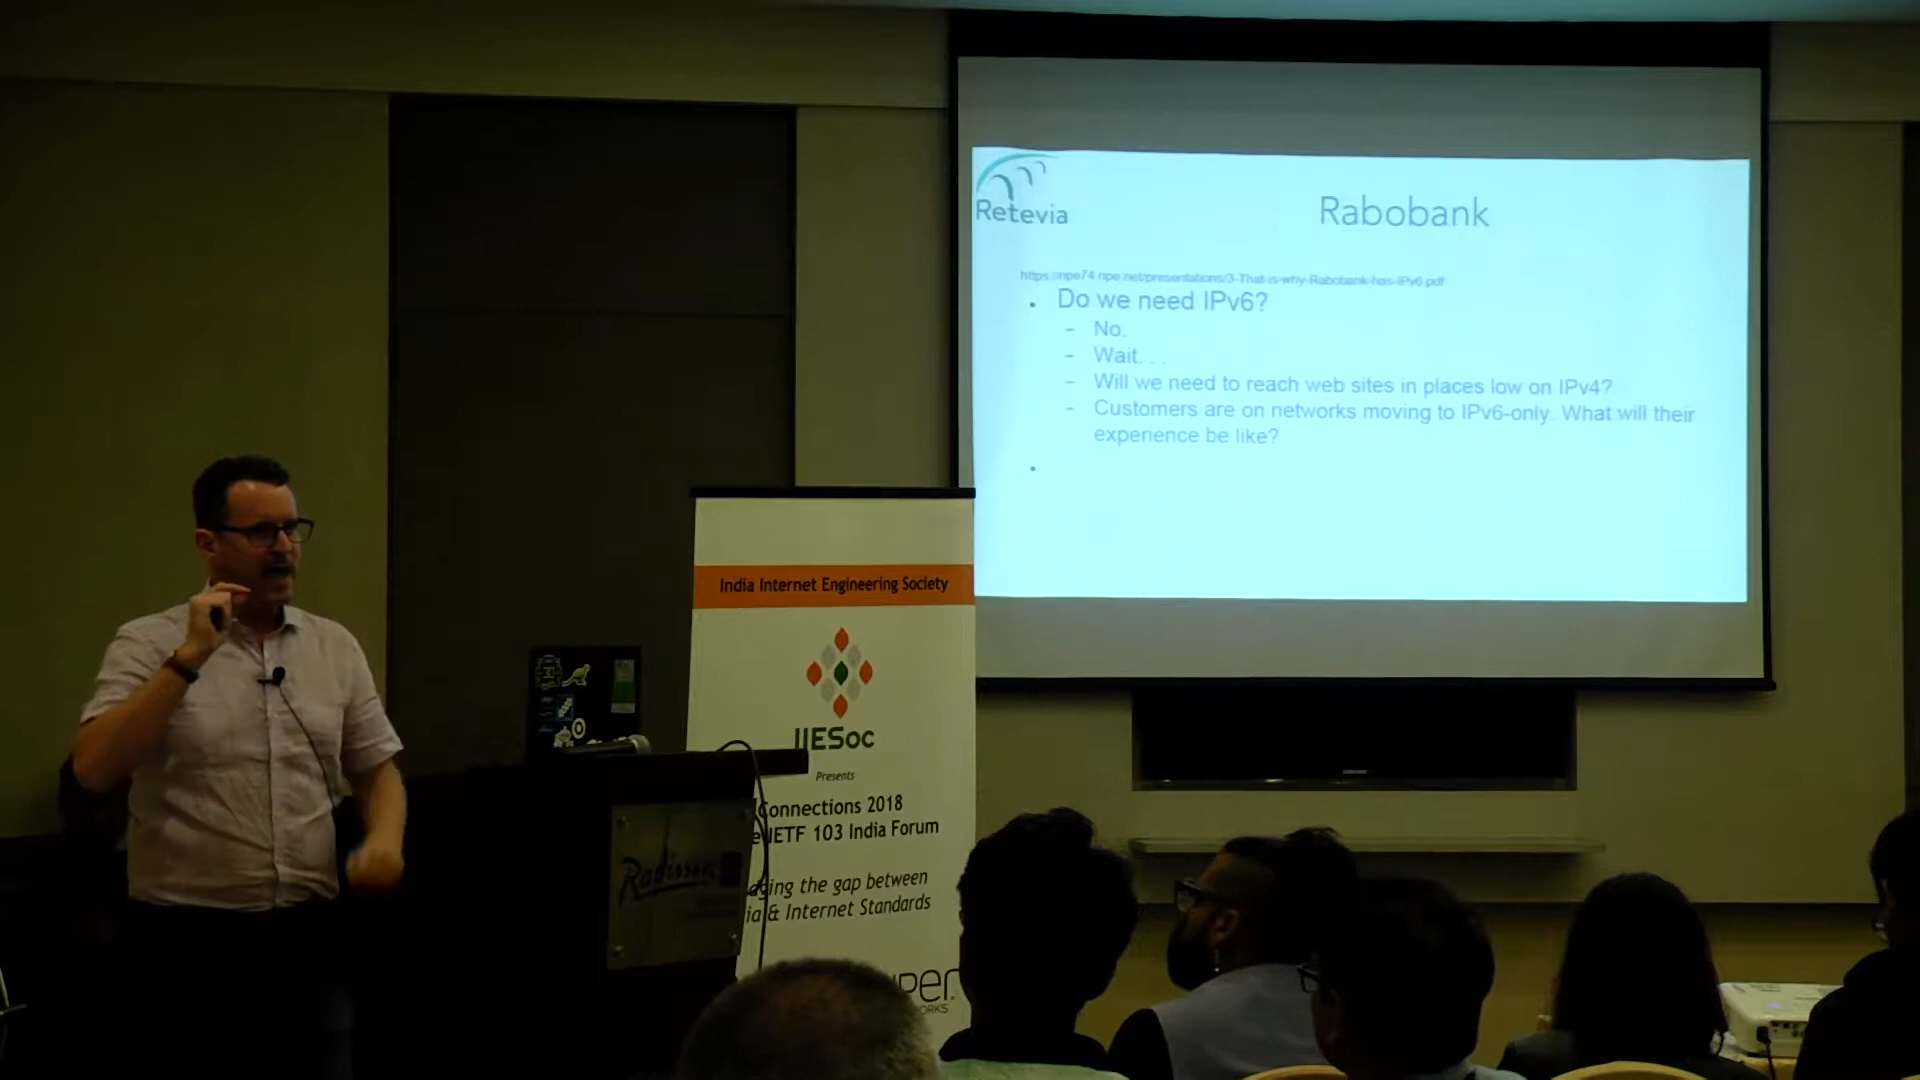 Retevia
Rabobank
https://ripe74.ripe.net/presentations/3-That-is-why-Rabobank-has-IPv6.pdf
• Do we need IPv6?
– No.
– Wait. . .
– Will we need to reach web sites in places low on IPv4?
– Customers are on networks moving to IPv6-only. What will their
experience be like?
•
India Internet Engineering Society
IIESoc
Presents
Connections 2018
IETF 103 India Forum
the gap between
& Internet Standards
Radisson